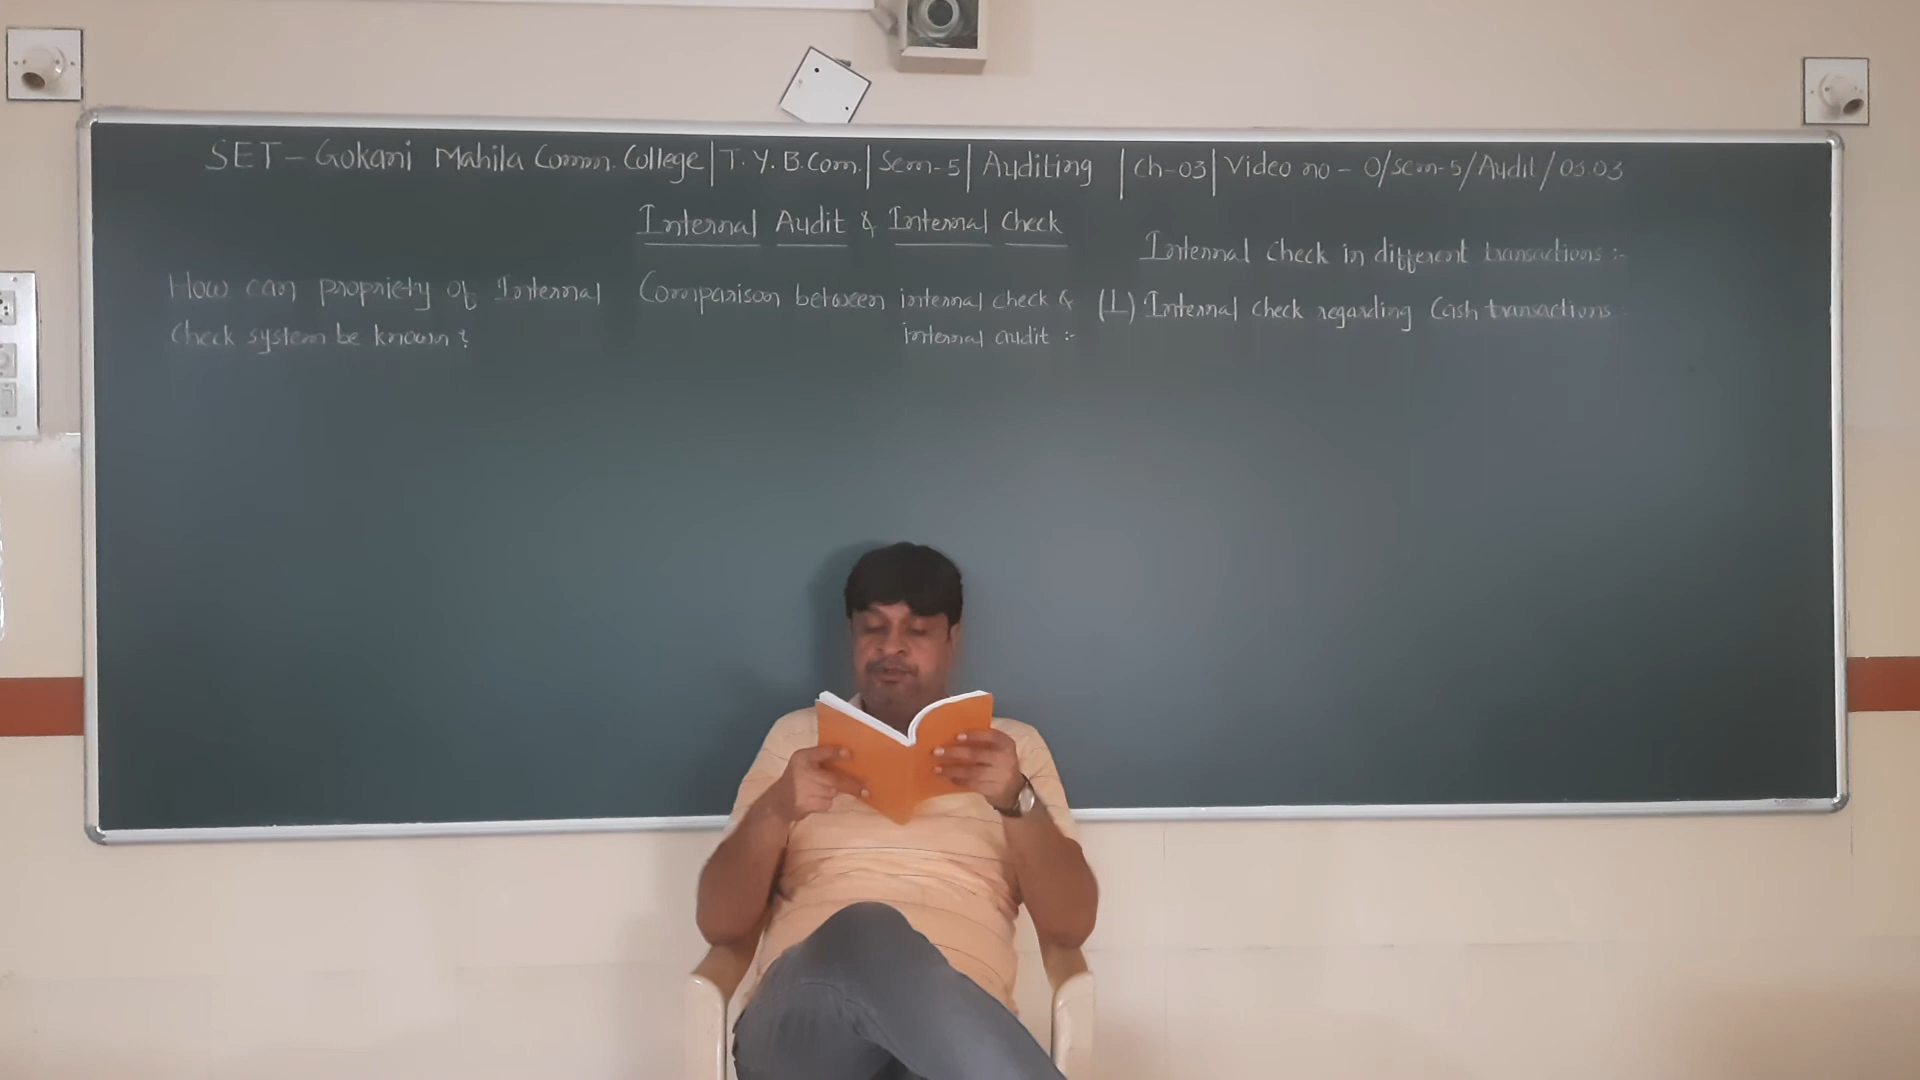 SET - Gokani Mahila Comm. College | T. Y. B.Com. | Sem-5 | Auditing | Ch-03 | Video no - O/Sem-5/Audit/03.03
Internal Audit & Internal Check
How can propriety of Internal
Check system be known?
Comparison between internal check &
internal audit :-
Internal Check in different transactions :-
(1) Internal Check regarding Cash transactions